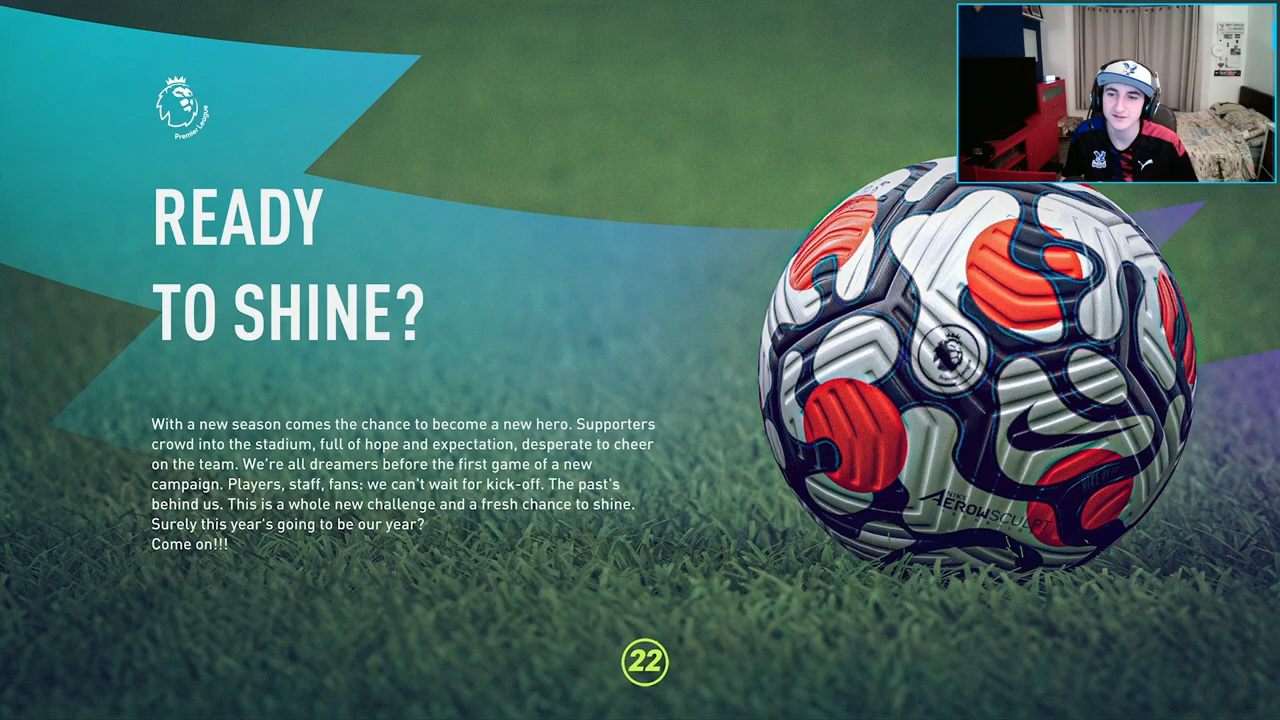 Premier League
READY
TO SHINE?
With a new season comes the chance to become a new hero. Supporters
crowd into the stadium, full of hope and expectation, desperate to cheer
on the team. We're all dreamers before the first game of a new
campaign. Players, staff, fans: we can't wait for kick-off. The past's
behind us. This is a whole new challenge and a fresh chance to shine.
Surely this year's going to be our year?
Come on!!!
NIKE
AEROWSCULPT
22